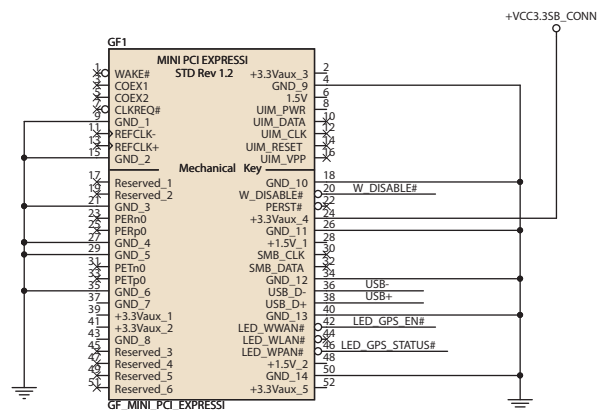 +VCC3.3SB_CONN
GF1
MINI PCI EXPRESSI
STD Rev 1.2
1 WAKE# +3.3Vaux_3 2
3 COEX1 GND_9 4
5 COEX2 1.5V 6
7 CLKREQ# UIM_PWR 8
9 GND_1 UIM_DATA 10
11 REFCLK- UIM_CLK 12
13 REFCLK+ UIM_RESET 14
15 GND_2 UIM_VPP 16
Mechanical Key
17 Reserved_1 GND_10 18
19 Reserved_2 W_DISABLE# 20 W_DISABLE#
21 GND_3 PERST# 22
23 PERn0 +3.3Vaux_4 24
25 PERp0 GND_11 26
27 GND_4 +1.5V_1 28
29 GND_5 SMB_CLK 30
31 PETn0 SMB_DATA 32
33 PETp0 GND_12 34
35 GND_6 USB_D- 36 USB-
37 GND_7 USB_D+ 38 USB+
39 +3.3Vaux_1 GND_13 40
41 +3.3Vaux_2 LED_WWAN# 42 LED_GPS_EN#
43 GND_8 LED_WLAN# 44
45 Reserved_3 LED_WPAN# 46 LED_GPS_STATUS#
47 Reserved_4 +1.5V_2 48
49 Reserved_5 GND_14 50
51 Reserved_6 +3.3Vaux_5 52
GF_MINI_PCI_EXPRESSI